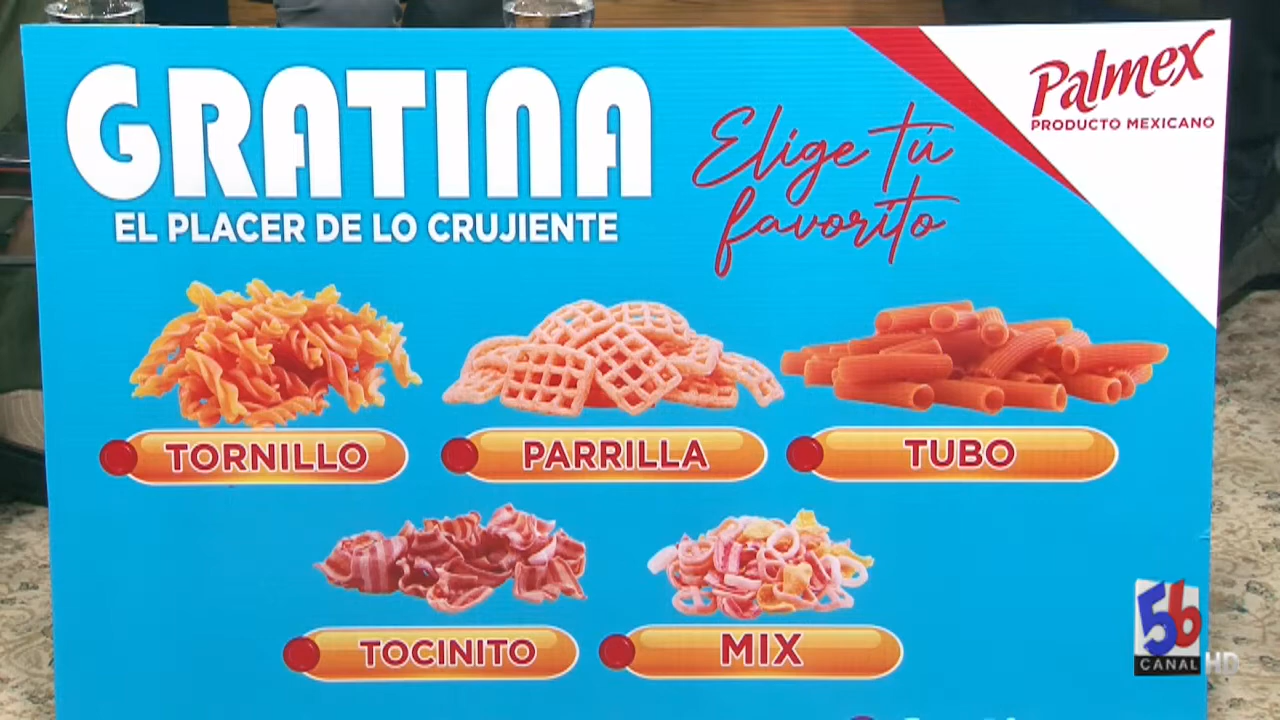 GRATINA
EL PLACER DE LO CRUJIENTE
Elige tú
favorito
Palmex
PRODUCTO MEXICANO
TORNILLO
PARRILLA
TUBO
TOCINITO
MIX
56
CANAL HD